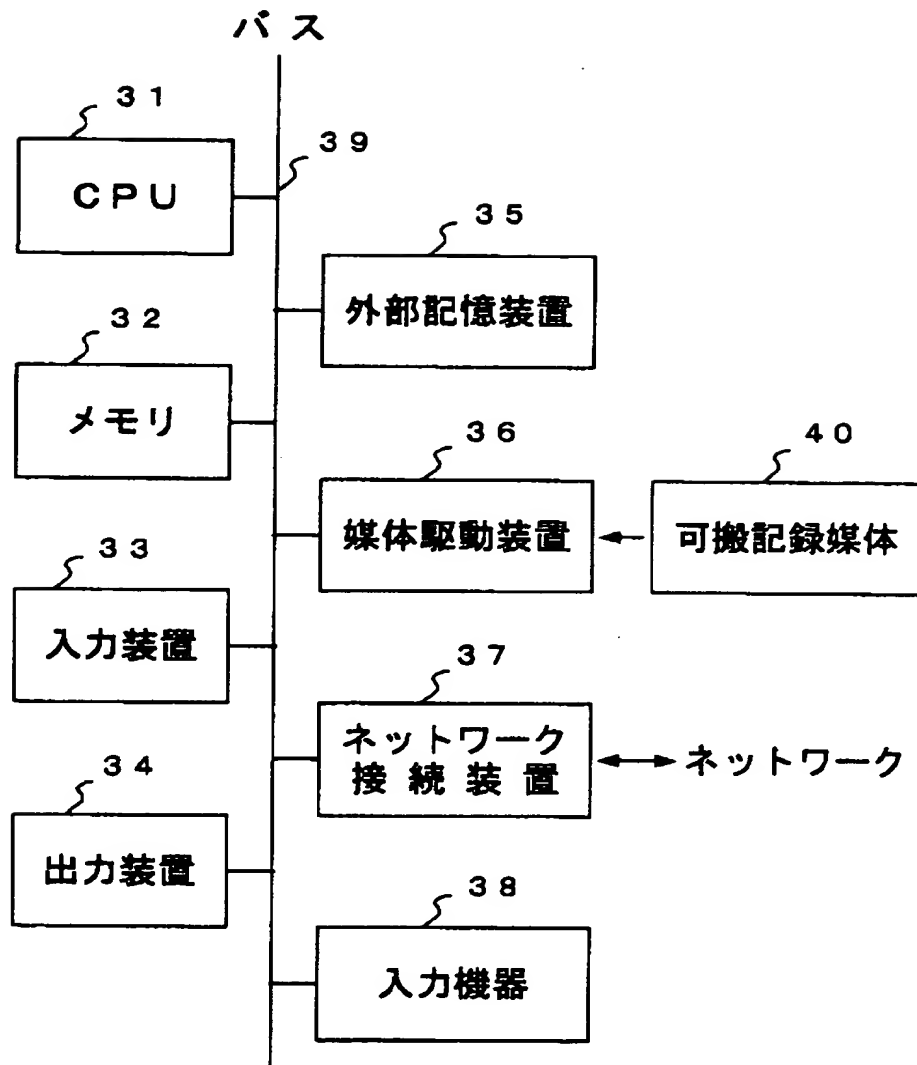 バス
31
39
CPU
35
外部記憶装置
32
メモリ
36
40
媒体駆動装置
可搬記録媒体
33
入力装置
37
ネットワーク
接続装置
ネットワーク
34
出力装置
38
入力機器